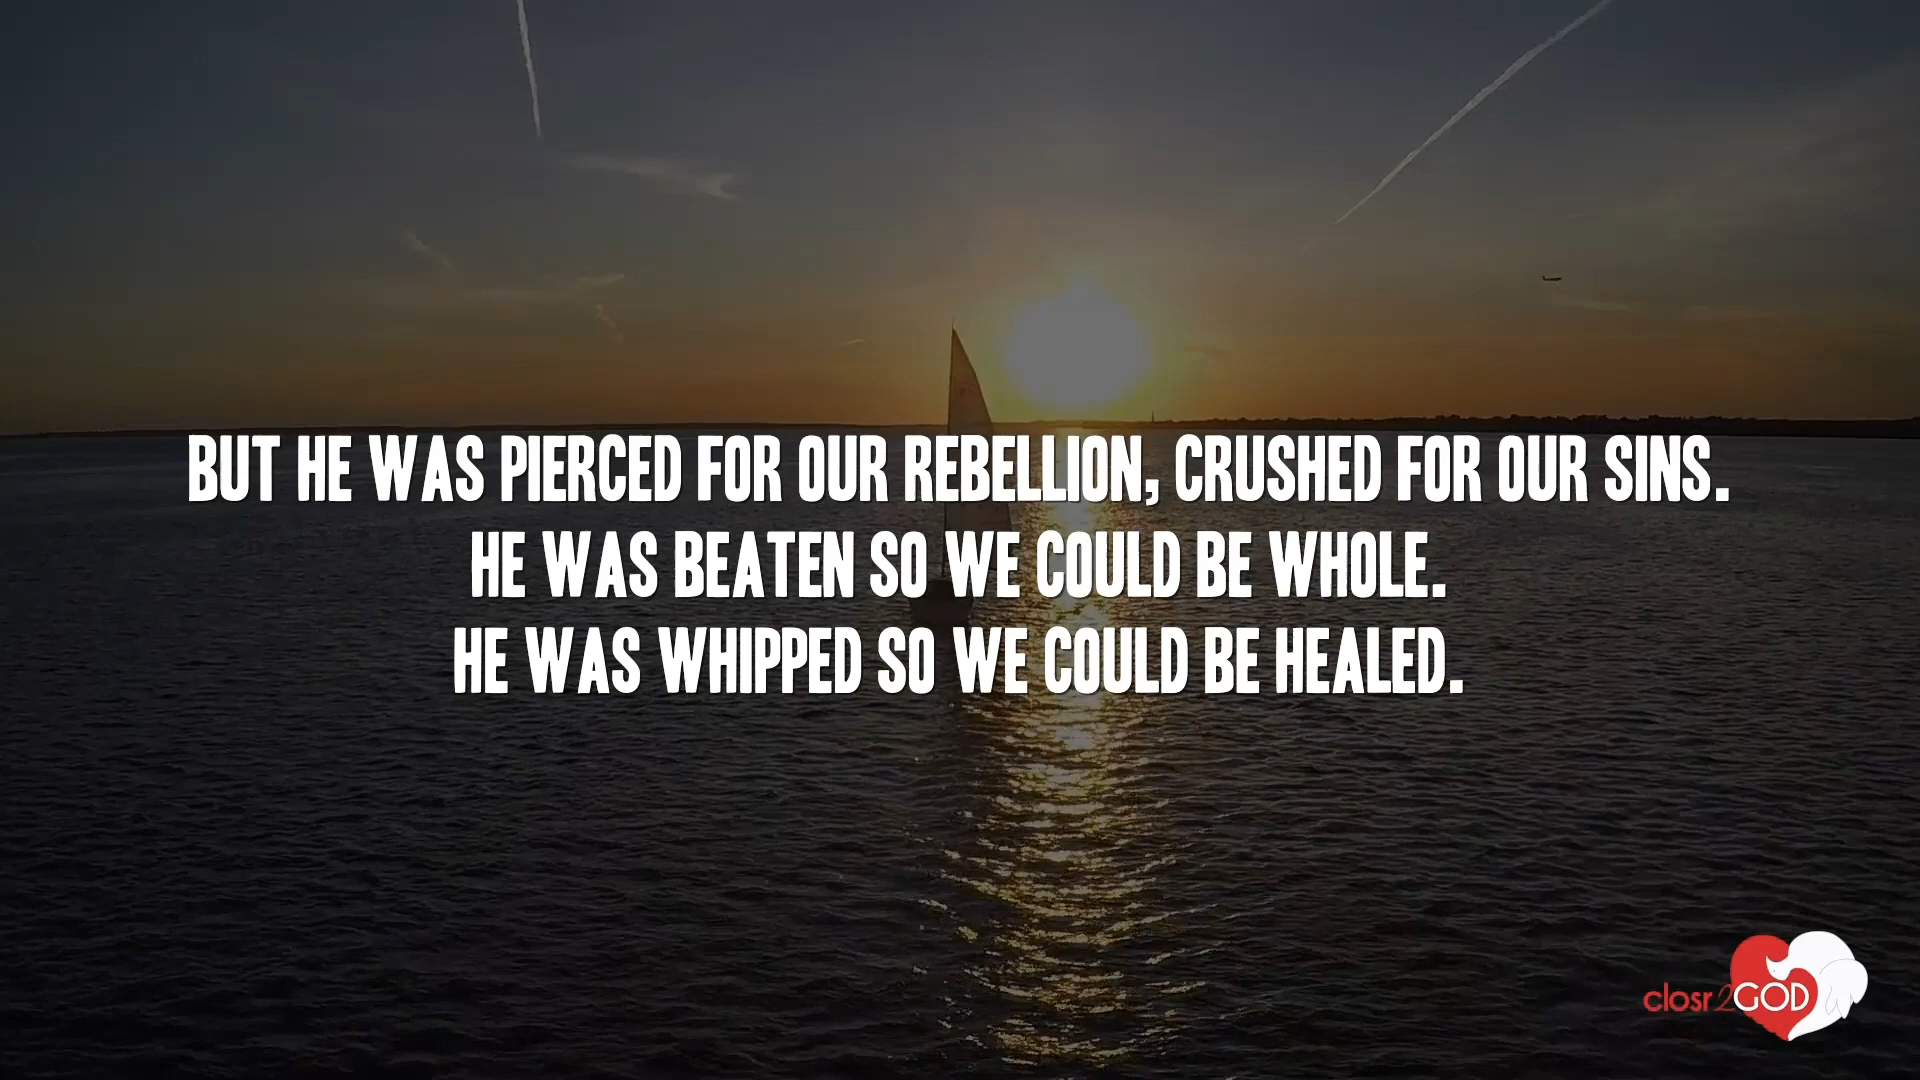 BUT HE WAS PIERCED FOR OUR REBELLION, CRUSHED FOR OUR SINS.
HE WAS BEATEN SO WE COULD BE WHOLE.
HE WAS WHIPPED SO WE COULD BE HEALED.
closr2GOD